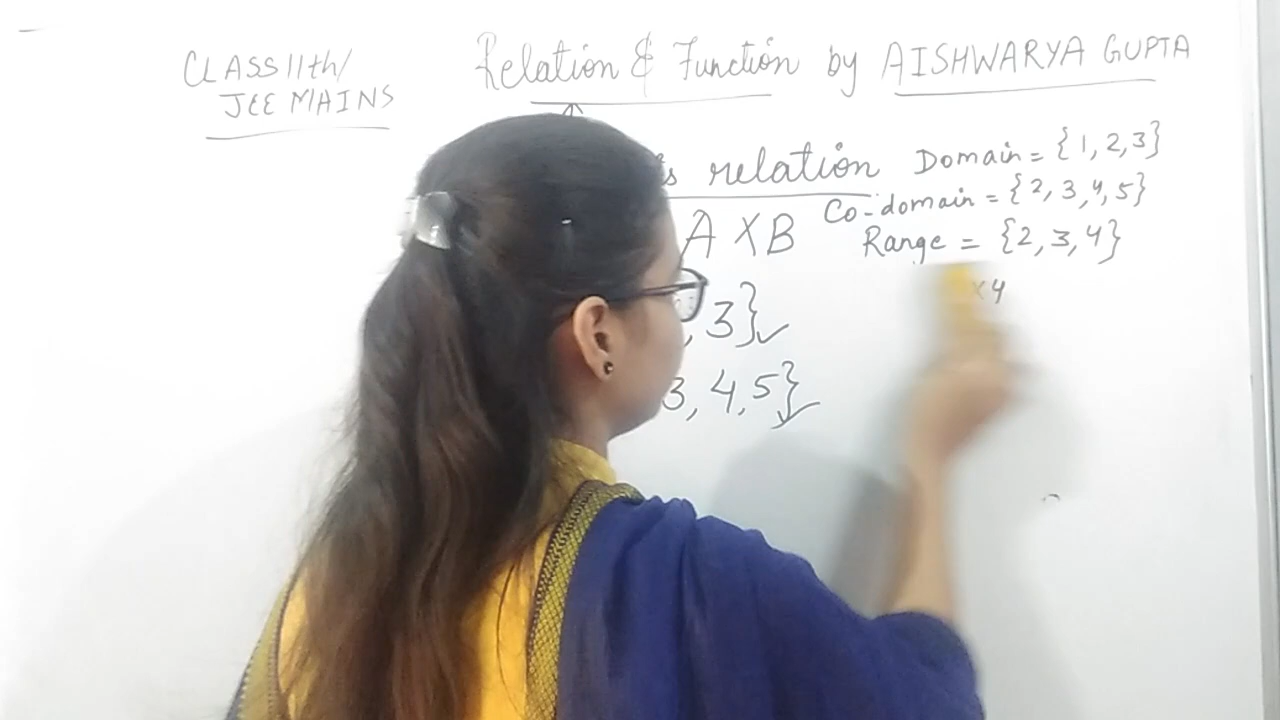 CLASS 11th/
JEE MAINS
Relation & Function by AISHWARYA GUPTA
relation
Domain = {1, 2, 3}
Co-domain = {2, 3, 4, 5}
A X B
Range = {2, 3, 4}
x 4
, 3} ✓
3, 4, 5} ✓